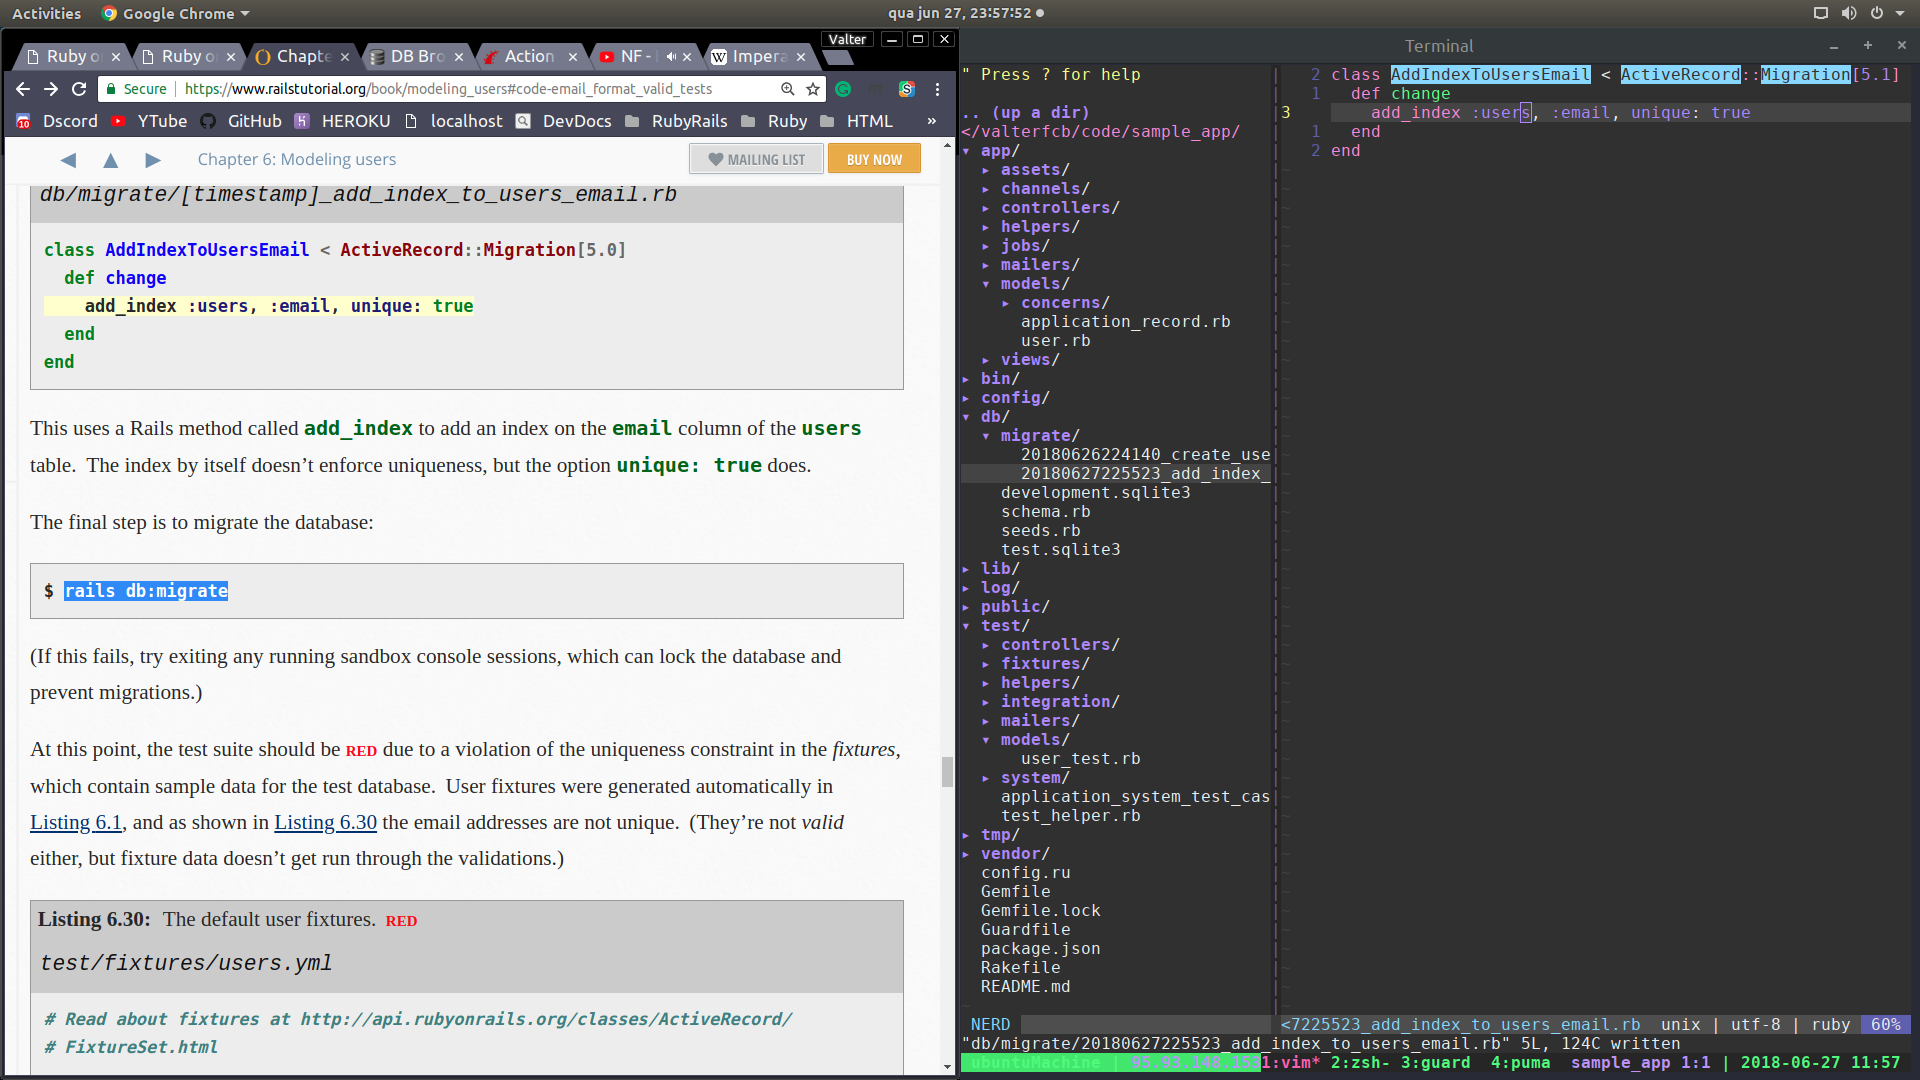 Activities Google Chrome qua jun 27, 23:57:52
Valter
Ruby o Ruby o Chapte DB Bro Action NF - Impera
Secure https://www.railstutorial.org/book/modeling_users#code-email_format_valid_tests
Dscord YTube GitHub HEROKU localhost DevDocs RubyRails Ruby HTML »
Chapter 6: Modeling users MAILING LIST BUY NOW
db/migrate/[timestamp]_add_index_to_users_email.rb
class AddIndexToUsersEmail < ActiveRecord::Migration[5.0]
def change
add_index :users, :email, unique: true
end
end
This uses a Rails method called add_index to add an index on the email column of the users
table. The index by itself doesn’t enforce uniqueness, but the option unique: true does.
The final step is to migrate the database:
$ rails db:migrate
(If this fails, try exiting any running sandbox console sessions, which can lock the database and
prevent migrations.)
At this point, the test suite should be RED due to a violation of the uniqueness constraint in the fixtures,
which contain sample data for the test database. User fixtures were generated automatically in
Listing 6.1, and as shown in Listing 6.30 the email addresses are not unique. (They’re not valid
either, but fixture data doesn’t get run through the validations.)
Listing 6.30: The default user fixtures. RED
test/fixtures/users.yml
# Read about fixtures at http://api.rubyonrails.org/classes/ActiveRecord/
# FixtureSet.html
Terminal
" Press ? for help
.. (up a dir)
</valterfcb/code/sample_app/
▾ app/
▸ assets/
▸ channels/
▸ controllers/
▸ helpers/
▸ jobs/
▸ mailers/
▾ models/
▸ concerns/
application_record.rb
user.rb
▸ views/
▸ bin/
▸ config/
▾ db/
▾ migrate/
20180626224140_create_use
20180627225523_add_index_
development.sqlite3
schema.rb
seeds.rb
test.sqlite3
▸ lib/
▸ log/
▸ public/
▾ test/
▸ controllers/
▸ fixtures/
▸ helpers/
▸ integration/
▸ mailers/
▾ models/
user_test.rb
▸ system/
application_system_test_cas
test_helper.rb
▸ tmp/
▸ vendor/
config.ru
Gemfile
Gemfile.lock
Guardfile
package.json
Rakefile
README.md
2 class AddIndexToUsersEmail < ActiveRecord::Migration[5.1]
1 def change
3 add_index :users, :email, unique: true
1 end
2 end
NERD <7225523_add_index_to_users_email.rb unix | utf-8 | ruby 60%
"db/migrate/20180627225523_add_index_to_users_email.rb" 5L, 124C written
ubuntuMachine | 95.93.148.1531:vim* 2:zsh- 3:guard 4:puma sample_app 1:1 | 2018-06-27 11:57